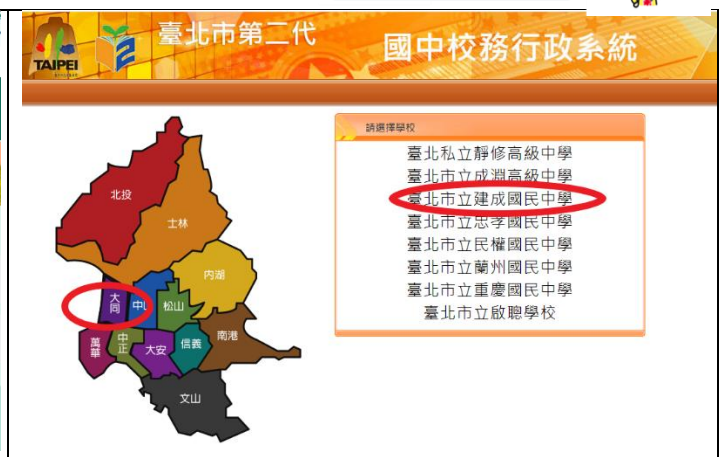 臺北市第二代
國中校務行政系統
TAIPEI
請選擇學校
臺北私立靜修高級中學
臺北市立成淵高級中學
臺北市立建成國民中學
臺北市立忠孝國民中學
臺北市立民權國民中學
臺北市立蘭州國民中學
臺北市立重慶國民中學
臺北市立啟聰學校
北投
士林
內湖
大同
中山
松山
萬華
中正
大安
信義
南港
文山